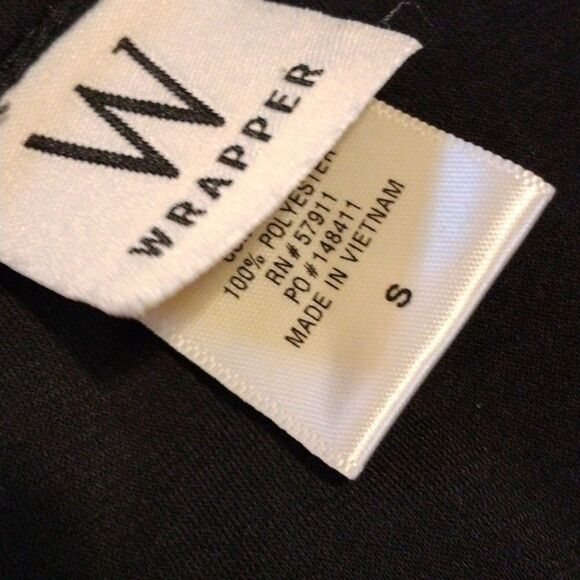 W
WRAPPER
100% POLYESTER
RN# 57911
PO# 148411
MADE IN VIETNAM
S